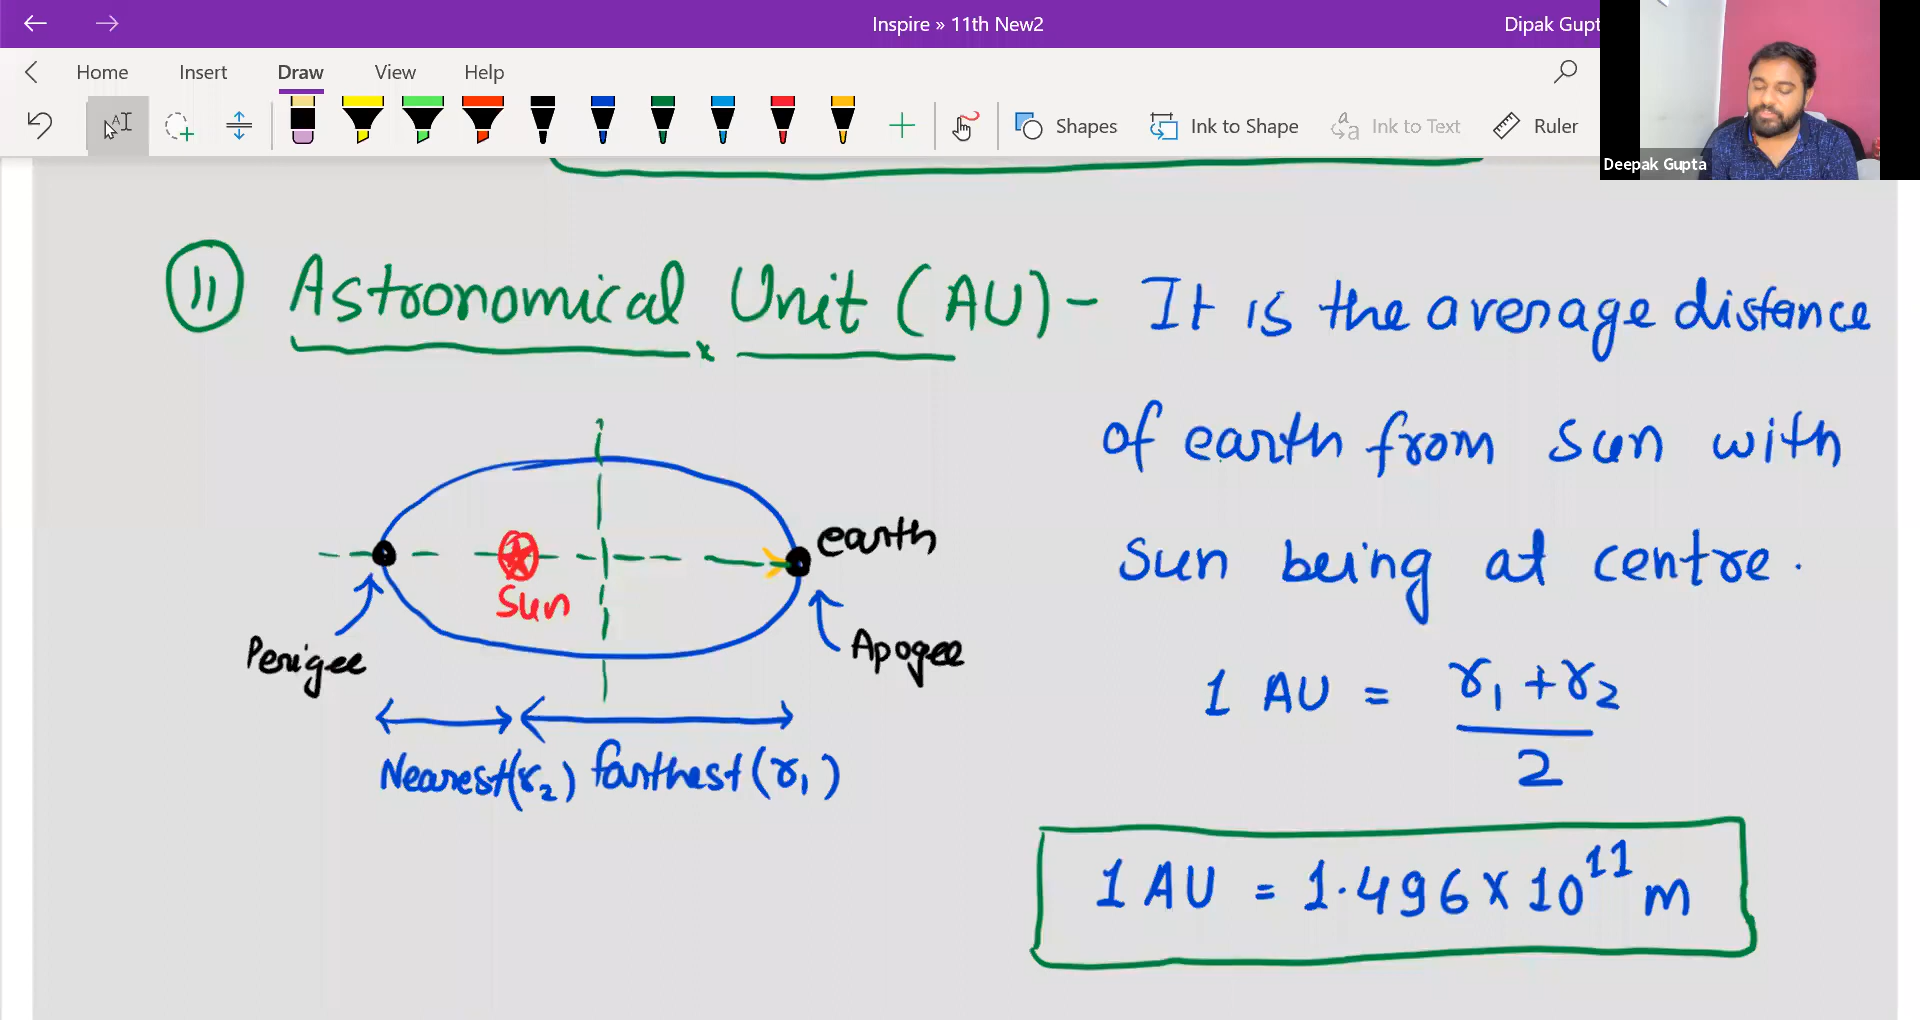 Inspire » 11th New2
Dipak Gupt
Home Insert Draw View Help
Shapes Ink to Shape Ink to Text Ruler
Deepak Gupta
11 Astronomical Unit (AU) - It is the average distance
of earth from sun with
sun being at centre.
earth
Sun
Perigee
Apogee
Nearest (r2) farthest (r1)
1 AU = r1 + r2
2
1 AU = 1.496 × 10^11 m